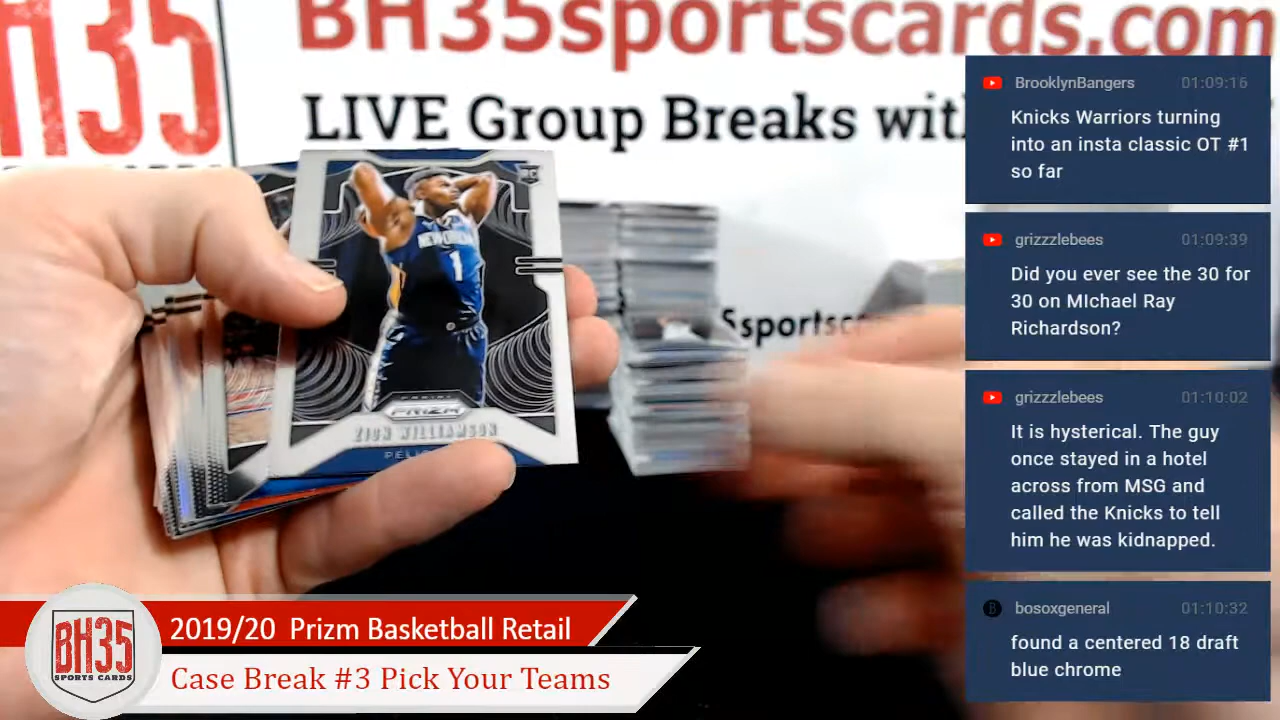 BH35sportscards.com
H35
LIVE Group Breaks with
NEW ORLEANS
1
RC
PANINI
PRIZM
ZION WILLIAMSON
PELI
5sportsc
BrooklynBangers 01:09:16
Knicks Warriors turning
into an insta classic OT #1
so far
grizzzlebees 01:09:39
Did you ever see the 30 for
30 on MIchael Ray
Richardson?
grizzzlebees 01:10:02
It is hysterical. The guy
once stayed in a hotel
across from MSG and
called the Knicks to tell
him he was kidnapped.
bosoxgeneral 01:10:32
found a centered 18 draft
blue chrome
BH35
SPORTS CARDS
2019/20 Prizm Basketball Retail
Case Break #3 Pick Your Teams